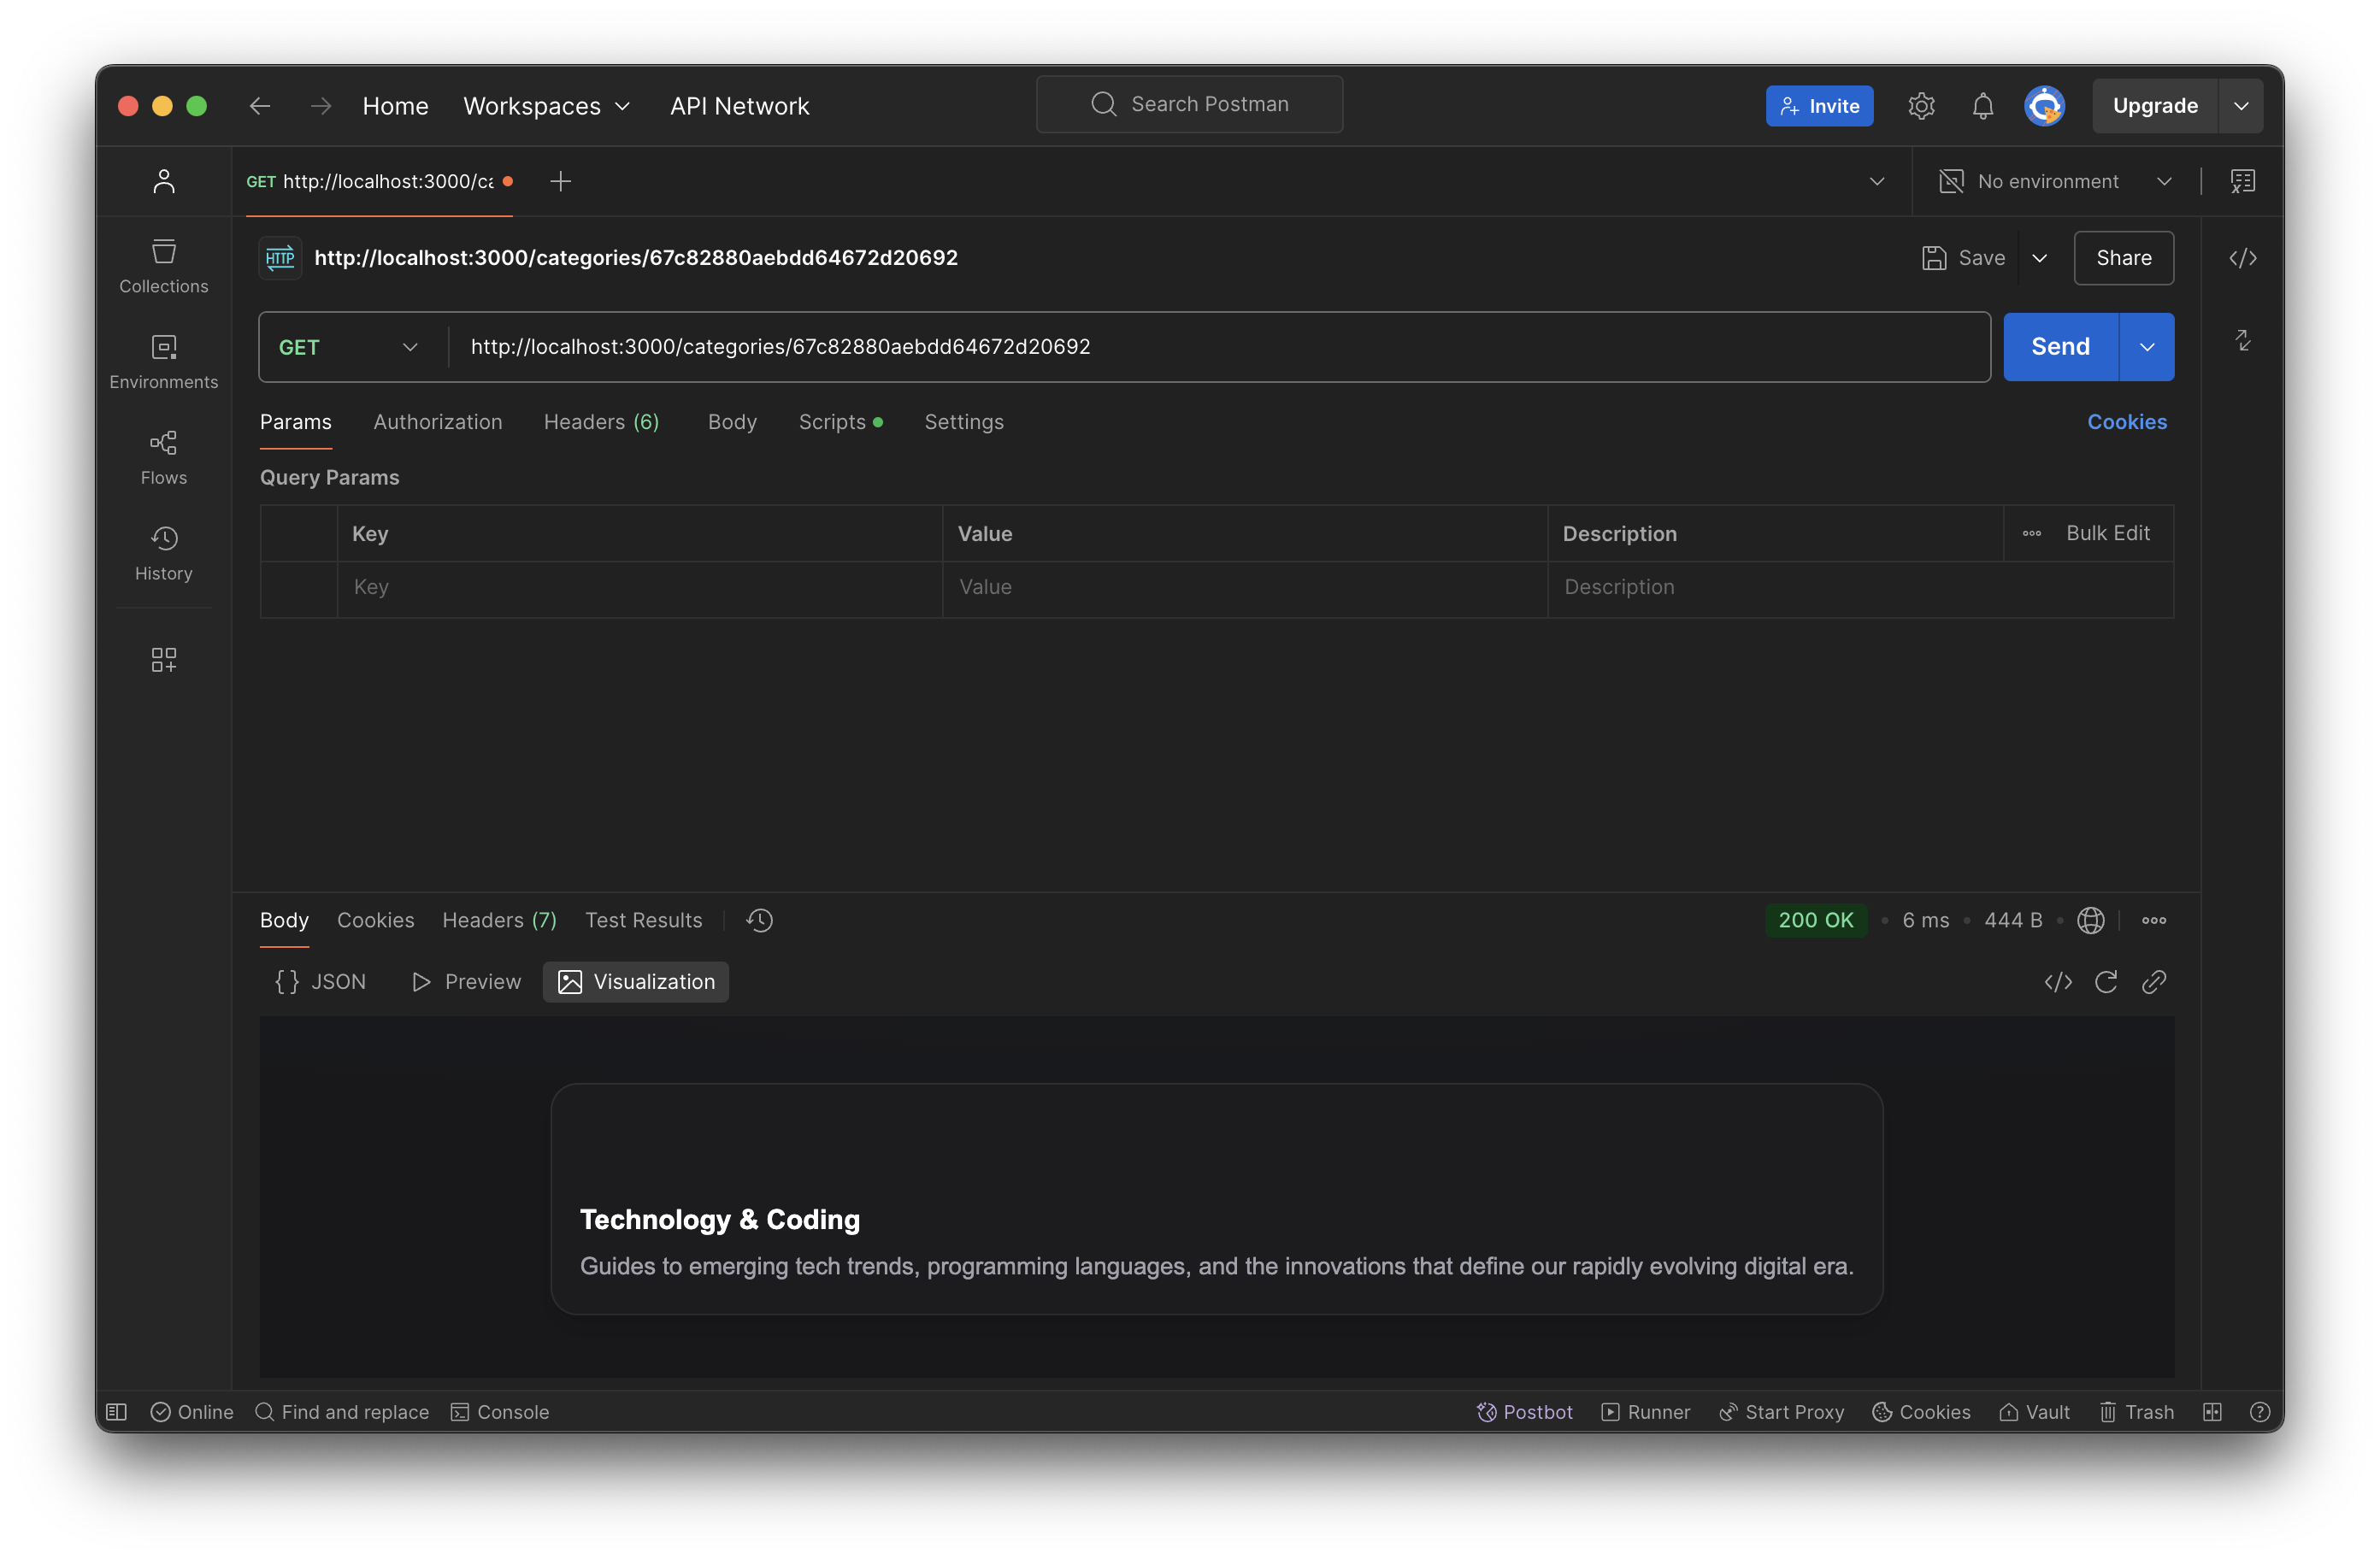 Home Workspaces API Network Search Postman Invite Upgrade
GET http://localhost:3000/ca No environment
HTTP http://localhost:3000/categories/67c82880aebdd64672d20692 Save Share
Collections
GET http://localhost:3000/categories/67c82880aebdd64672d20692 Send
Environments
Params Authorization Headers (6) Body Scripts Settings Cookies
Flows
Query Params
Key Value Description Bulk Edit
History
Key Value Description
Body Cookies Headers (7) Test Results 200 OK 6 ms 444 B
{} JSON Preview Visualization
Technology & Coding
Guides to emerging tech trends, programming languages, and the innovations that define our rapidly evolving digital era.
Online Find and replace Console Postbot Runner Start Proxy Cookies Vault Trash